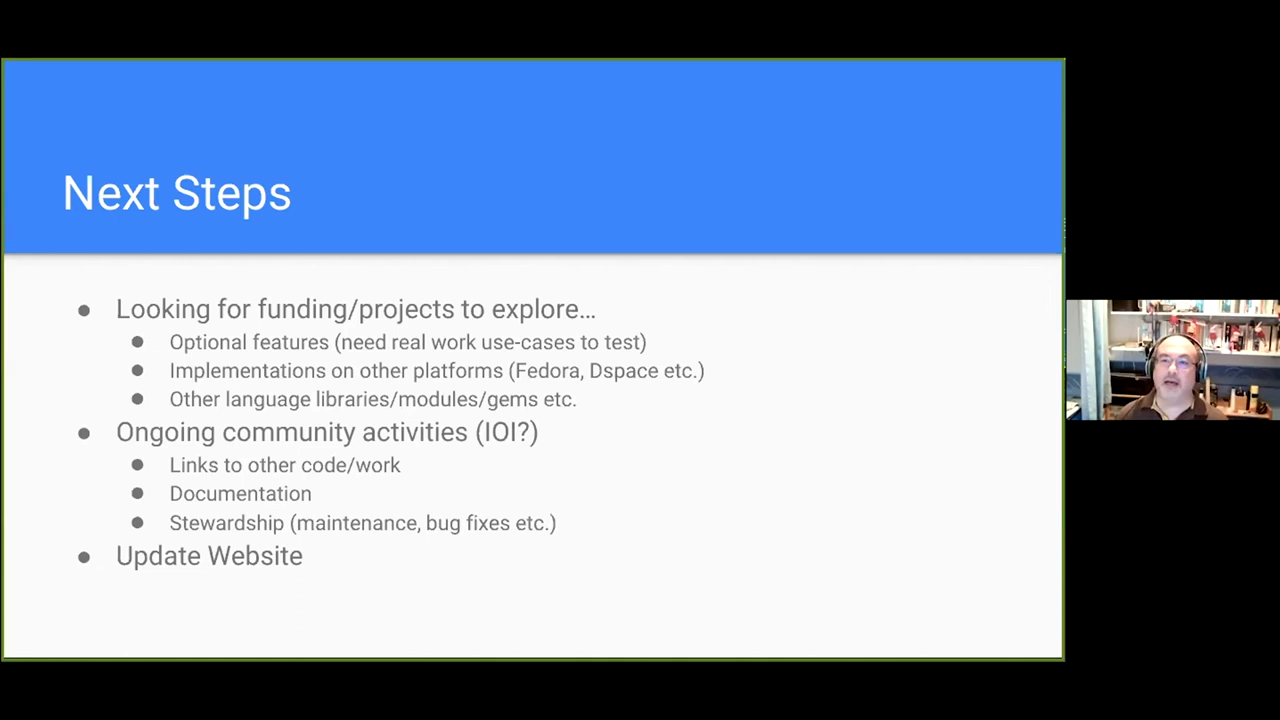 Next Steps
● Looking for funding/projects to explore...
● Optional features (need real work use-cases to test)
● Implementations on other platforms (Fedora, Dspace etc.)
● Other language libraries/modules/gems etc.
● Ongoing community activities (IOI?)
● Links to other code/work
● Documentation
● Stewardship (maintenance, bug fixes etc.)
● Update Website